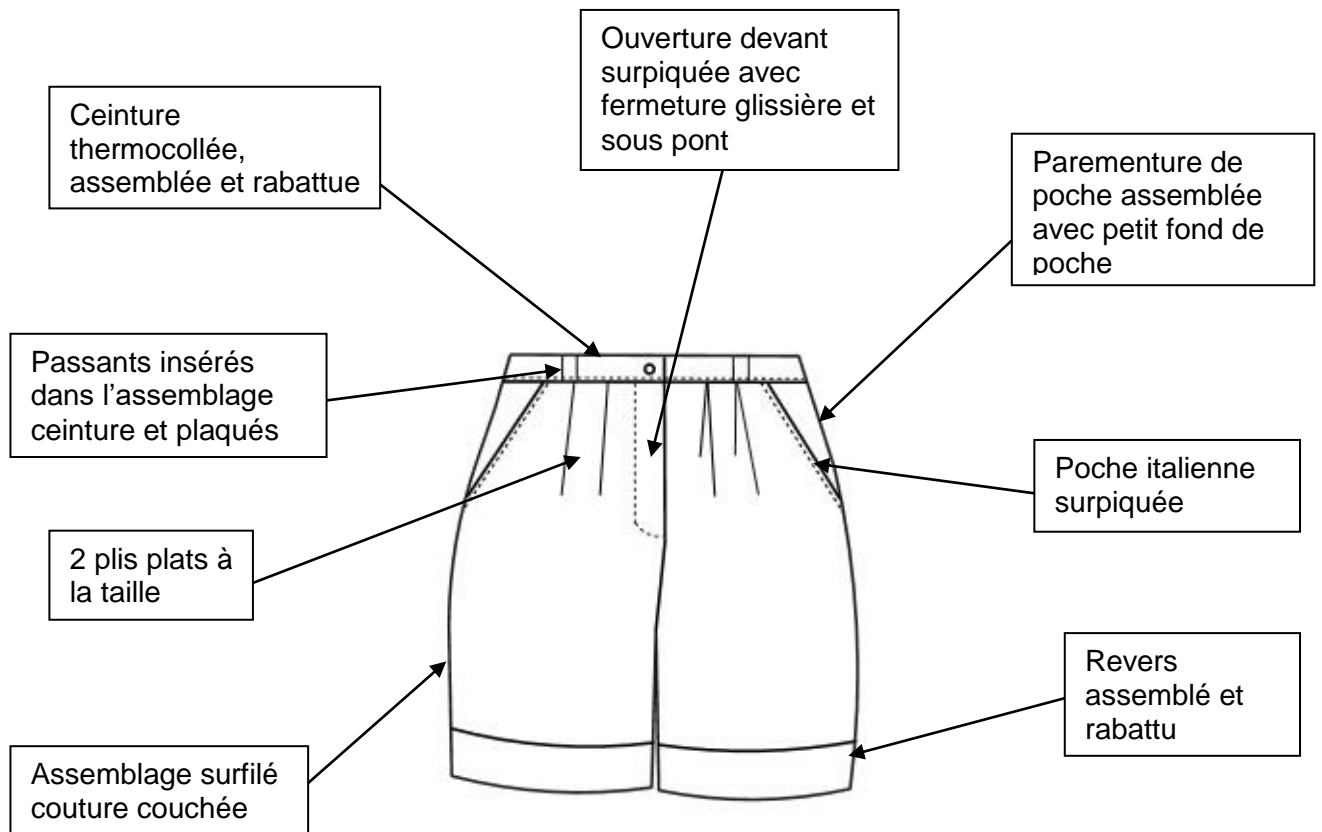 Ouverture devant
surpiquée avec
fermeture glissière et
sous pont
Ceinture
thermocollée,
assemblée et rabattue
Parementure de
poche assemblée
avec petit fond de
poche
Passants insérés
dans l’assemblage
ceinture et plaqués
Poche italienne
surpiquée
2 plis plats à
la taille
Revers
assemblé et
rabattu
Assemblage surfilé
couture couchée